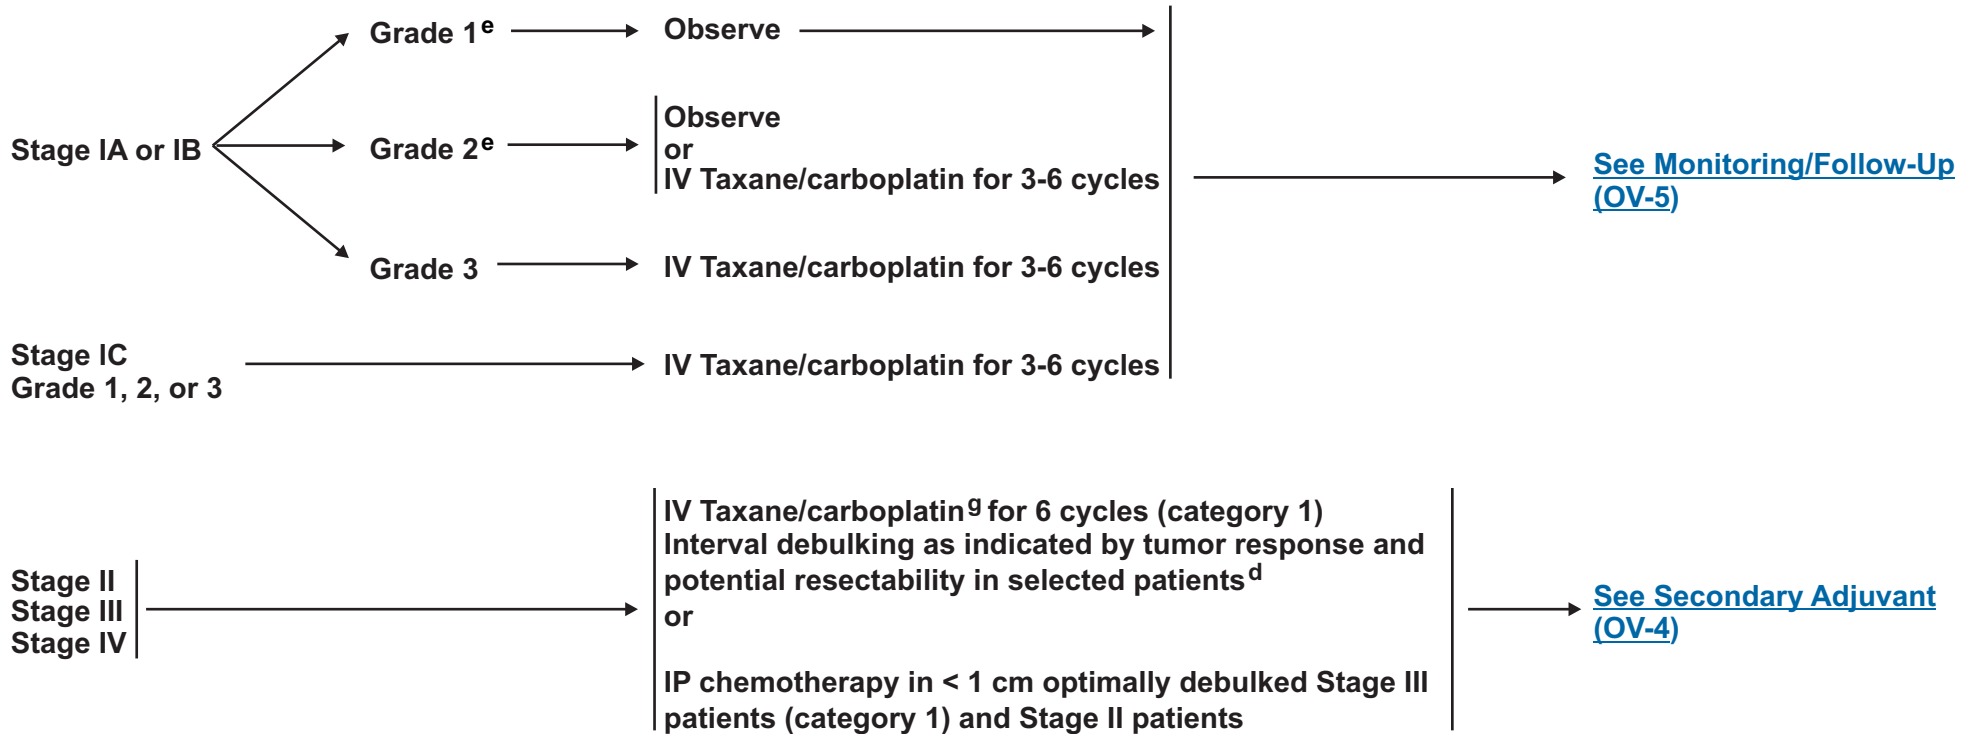 Grade 1e
Observe
Stage IA or IB
Grade 2e
Observe
or
IV Taxane/carboplatin for 3-6 cycles
Grade 3
IV Taxane/carboplatin for 3-6 cycles
Stage IC
Grade 1, 2, or 3
IV Taxane/carboplatin for 3-6 cycles
See Monitoring/Follow-Up
(OV-5)
Stage II
Stage III
Stage IV
IV Taxane/carboplatin g for 6 cycles (category 1)
Interval debulking as indicated by tumor response and
potential resectability in selected patients d
or
IP chemotherapy in < 1 cm optimally debulked Stage III
patients (category 1) and Stage II patients
See Secondary Adjuvant
(OV-4)